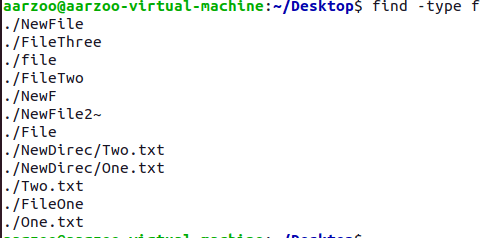 aarzoo@aarzoo-virtual-machine:~/Desktop$ find -type f
./NewFile
./FileThree
./file
./FileTwo
./NewF
./NewFile2~
./File
./NewDirec/Two.txt
./NewDirec/One.txt
./Two.txt
./FileOne
./One.txt
aarzoo@aarzoo-virtual-machine:~/Desktop$